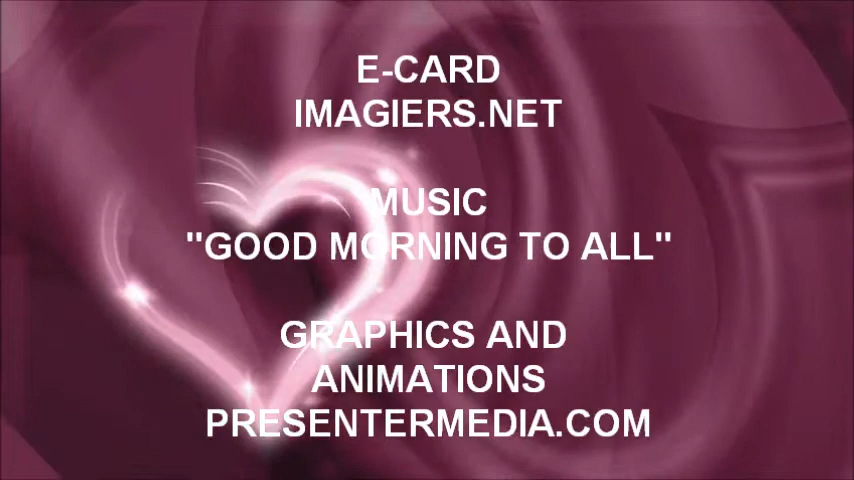 E-CARD
IMAGIERS.NET
MUSIC
"GOOD MORNING TO ALL"
GRAPHICS AND
ANIMATIONS
PRESENTERMEDIA.COM